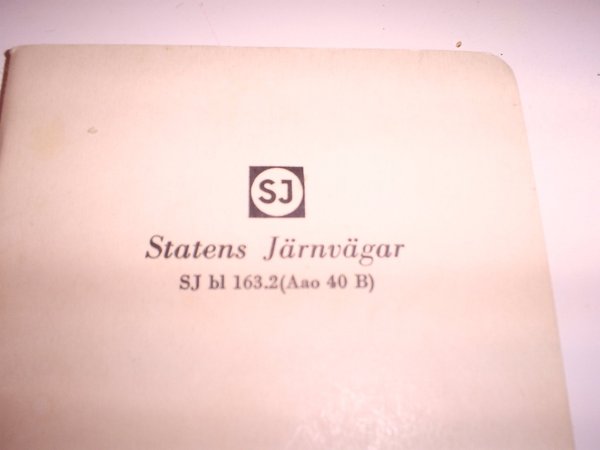 SJ
Statens Järnvägar
SJ bl 163.2(Aao 40 B)